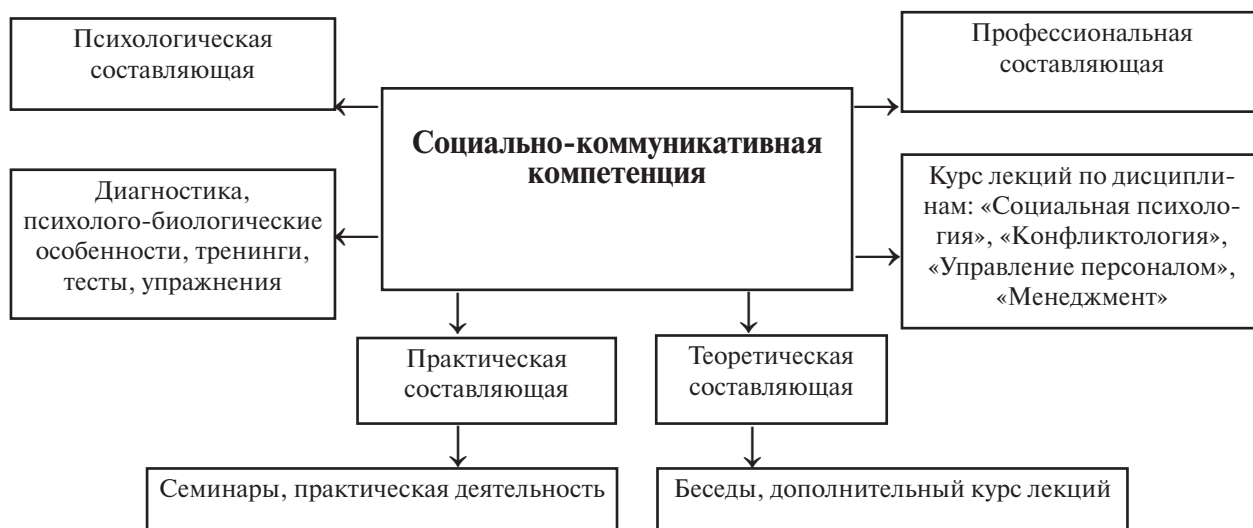 Психологическая
составляющая
Профессиональная
составляющая
Социально-коммуникативная
компетенция
Диагностика,
психолого-биологические
особенности, тренинги,
тесты, упражнения
Курс лекций по дисципли-
нам: «Социальная психоло-
гия», «Конфликтология»,
«Управление персоналом»,
«Менеджмент»
Практическая
составляющая
Теоретическая
составляющая
Семинары, практическая деятельность
Беседы, дополнительный курс лекций